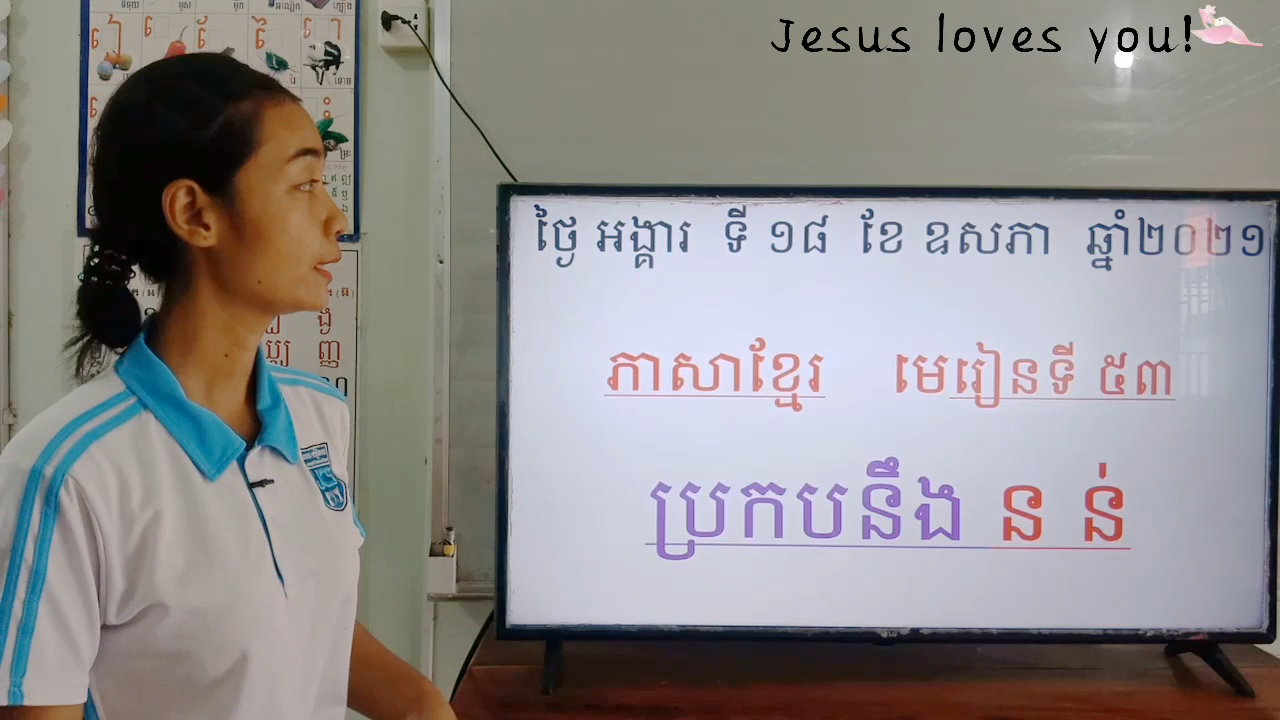 Jesus loves you!
ថ្ងៃ អង្គារ ទី ១៨ ខែ ឧសភា ឆ្នាំ២០២១
ភាសាខ្មែរ មេរៀនទី ៥៣
ប្រកបនឹង ន ន់